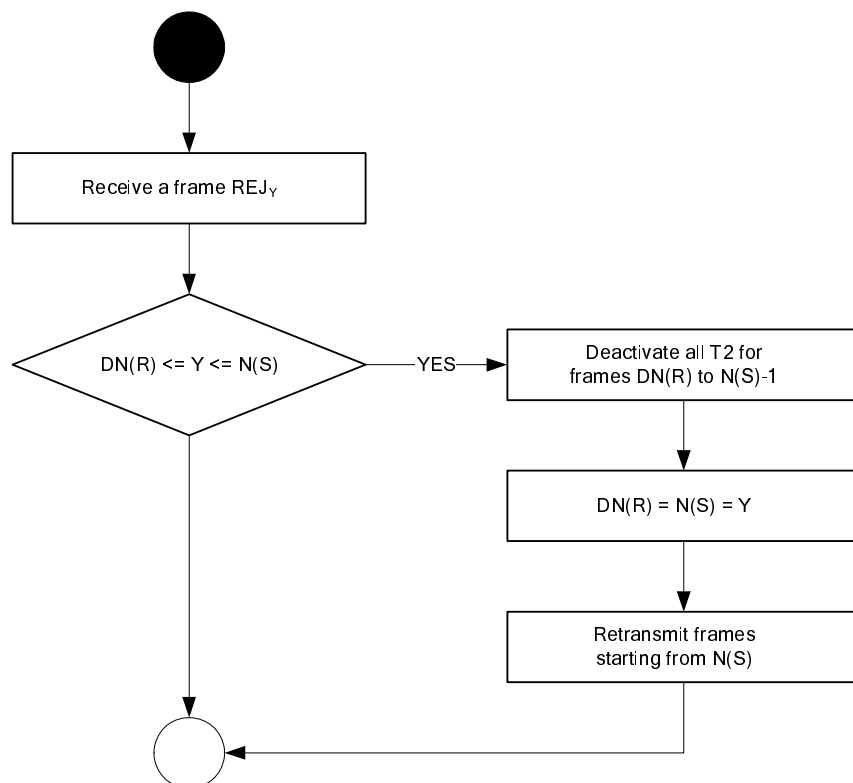 Receive a frame REJY
DN(R) <= Y <= N(S)
YES
Deactivate all T2 for
frames DN(R) to N(S)-1
DN(R) = N(S) = Y
Retransmit frames
starting from N(S)